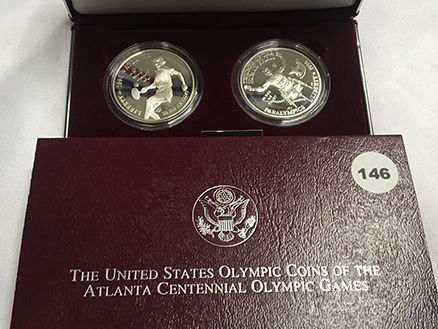 LIBERTY
PARALYMPICS
146
THE UNITED STATES OLYMPIC COINS OF THE
ATLANTA CENTENNIAL OLYMPIC GAMES